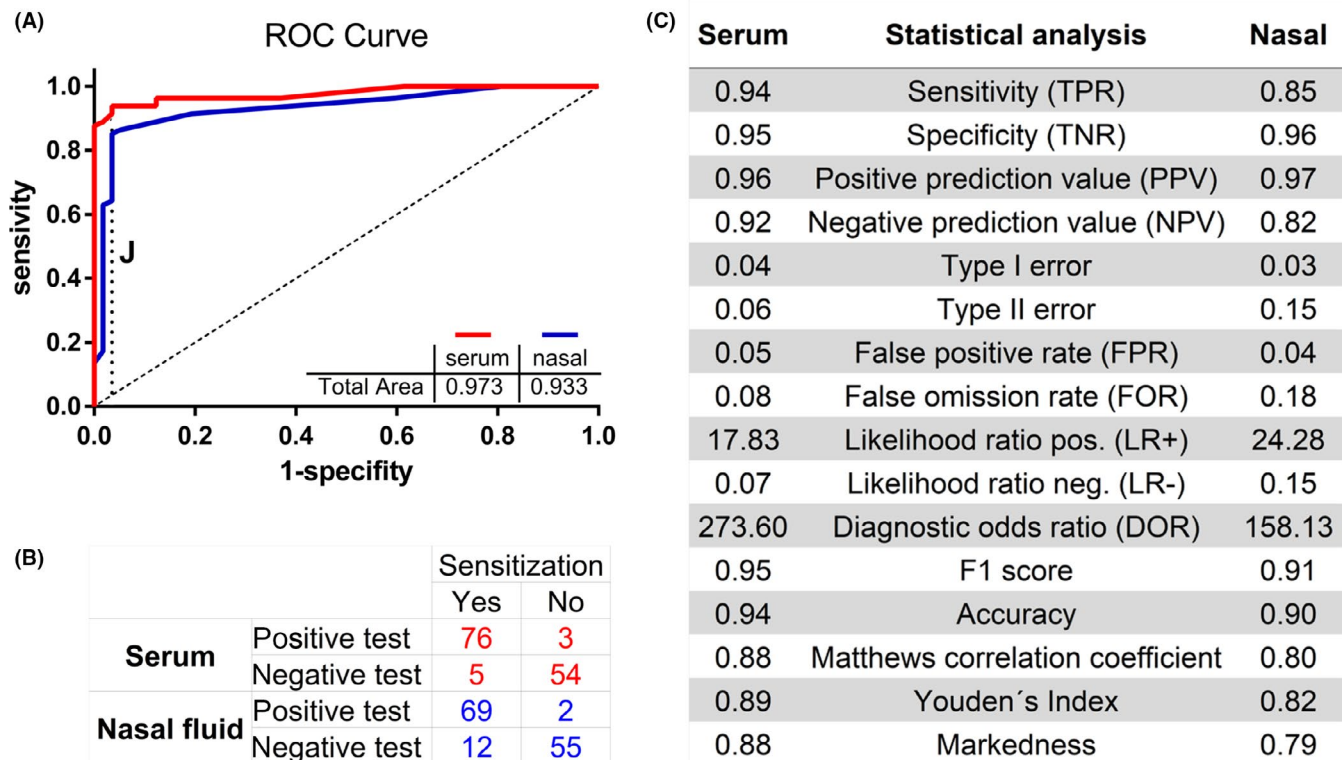 (A)
ROC Curve
sensivity
1.0
0.8
0.6
0.4
0.2
0.0
J
serum nasal
Total Area 0.973 0.933
0.0 0.2 0.4 0.6 0.8 1.0
1-specifity
(B)
Sensitization
Yes No
Serum
Positive test 76 3
Negative test 5 54
Nasal fluid
Positive test 69 2
Negative test 12 55
(C)
Serum Statistical analysis Nasal
0.94 Sensitivity (TPR) 0.85
0.95 Specificity (TNR) 0.96
0.96 Positive prediction value (PPV) 0.97
0.92 Negative prediction value (NPV) 0.82
0.04 Type I error 0.03
0.06 Type II error 0.15
0.05 False positive rate (FPR) 0.04
0.08 False omission rate (FOR) 0.18
17.83 Likelihood ratio pos. (LR+) 24.28
0.07 Likelihood ratio neg. (LR-) 0.15
273.60 Diagnostic odds ratio (DOR) 158.13
0.95 F1 score 0.91
0.94 Accuracy 0.90
0.88 Matthews correlation coefficient 0.80
0.89 Youden´s Index 0.82
0.88 Markedness 0.79